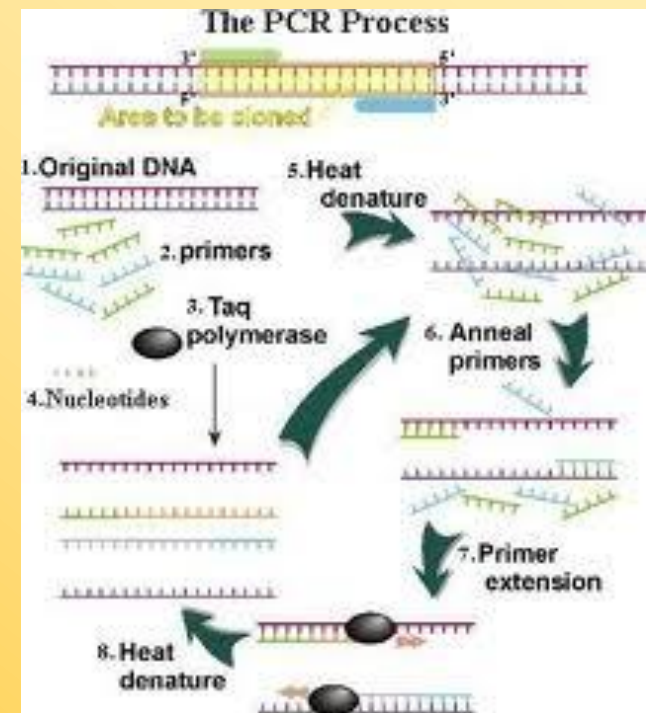 The PCR Process
3' 5'
5' 3'
Area to be cloned
1.Original DNA
2.primers
3. Taq
polymerase
4.Nucleotides
5.Heat
denature
6. Anneal
primers
7.Primer
extension
8.Heat
denature